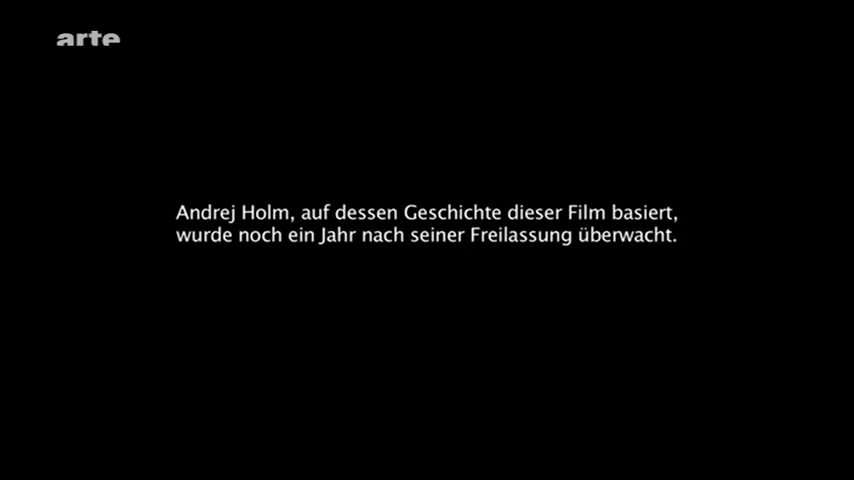 arte
Andrej Holm, auf dessen Geschichte dieser Film basiert,
wurde noch ein Jahr nach seiner Freilassung überwacht.